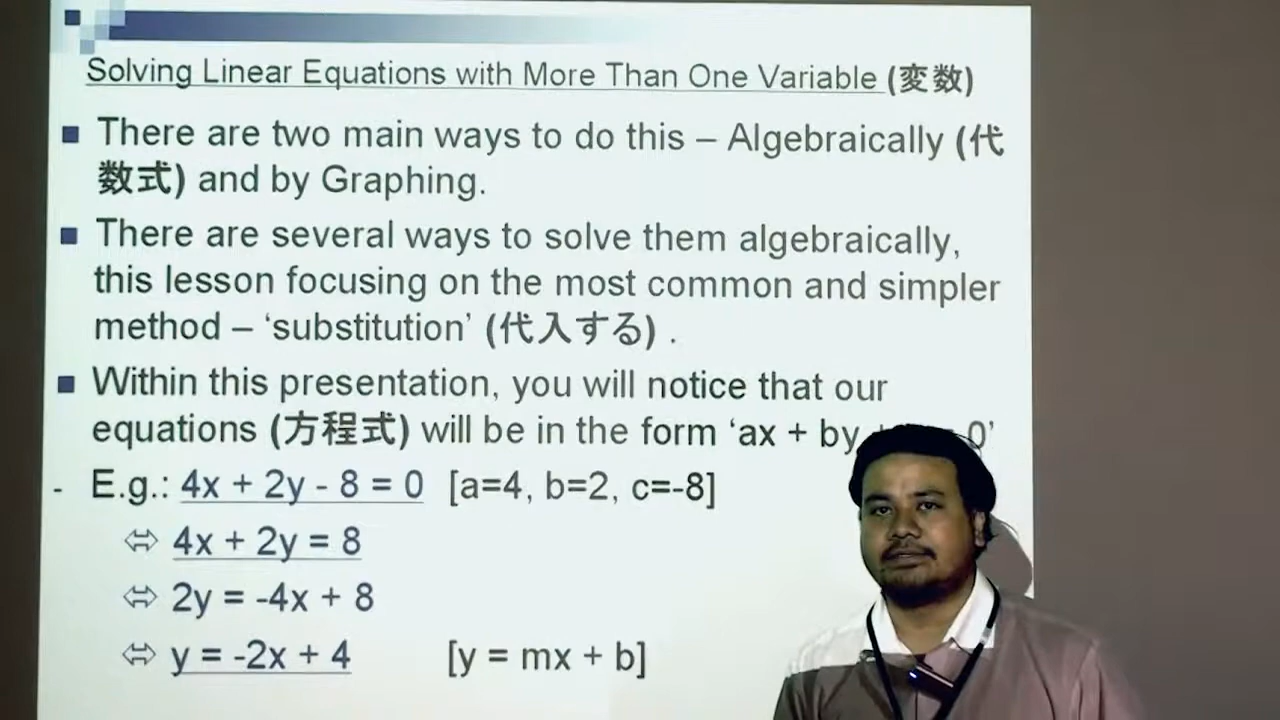 Solving Linear Equations with More Than One Variable (変数)
■ There are two main ways to do this – Algebraically (代
数式) and by Graphing.
■ There are several ways to solve them algebraically,
this lesson focusing on the most common and simpler
method – ‘substitution’ (代入する) .
■ Within this presentation, you will notice that our
equations (方程式) will be in the form ‘ax + by 0’
- E.g.: 4x + 2y - 8 = 0 [a=4, b=2, c=-8]
⇔ 4x + 2y = 8
⇔ 2y = -4x + 8
⇔ y = -2x + 4 [y = mx + b]